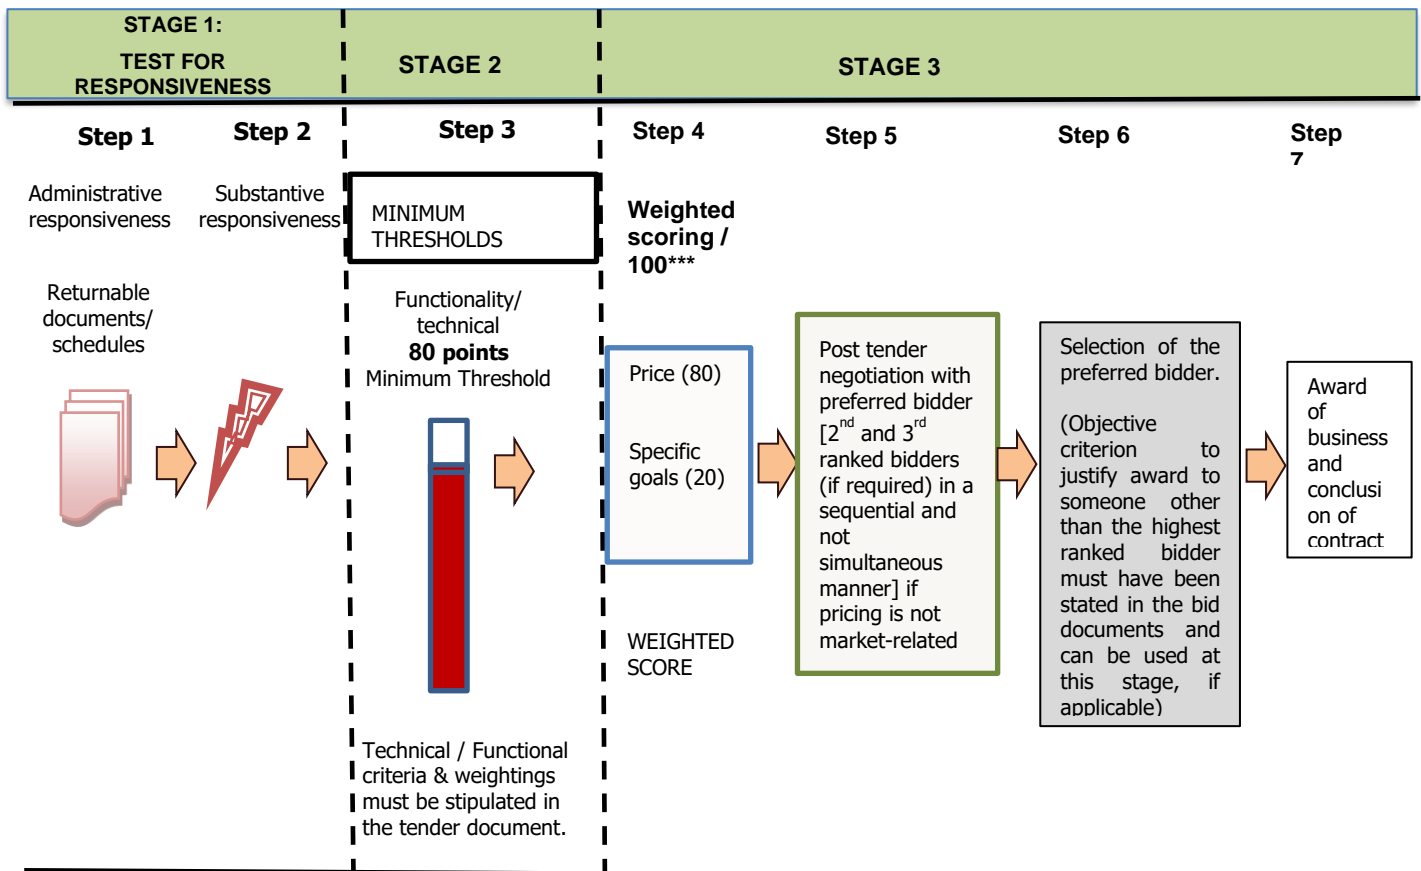 STAGE 1:
TEST FOR
RESPONSIVENESS
STAGE 2
STAGE 3
Step 1
Step 2
Step 3
Step 4
Step 5
Step 6
Step
7
Administrative
responsiveness
Returnable
documents/
schedules
Substantive
responsiveness
MINIMUM
THRESHOLDS
Functionality/
technical
80 points
Minimum Threshold
Technical / Functional
criteria & weightings
must be stipulated in
the tender document.
Weighted
scoring /
100***
Price (80)
Specific
goals (20)
WEIGHTED
SCORE
Post tender
negotiation with
preferred bidder
[2nd and 3rd
ranked bidders
(if required) in a
sequential and
not
simultaneous
manner] if
pricing is not
market-related
Selection of the
preferred bidder.
(Objective
criterion to
justify award to
someone other
than the highest
ranked bidder
must have been
stated in the bid
documents and
can be used at
this stage, if
applicable)
Award
of
business
and
conclusi
on of
contract